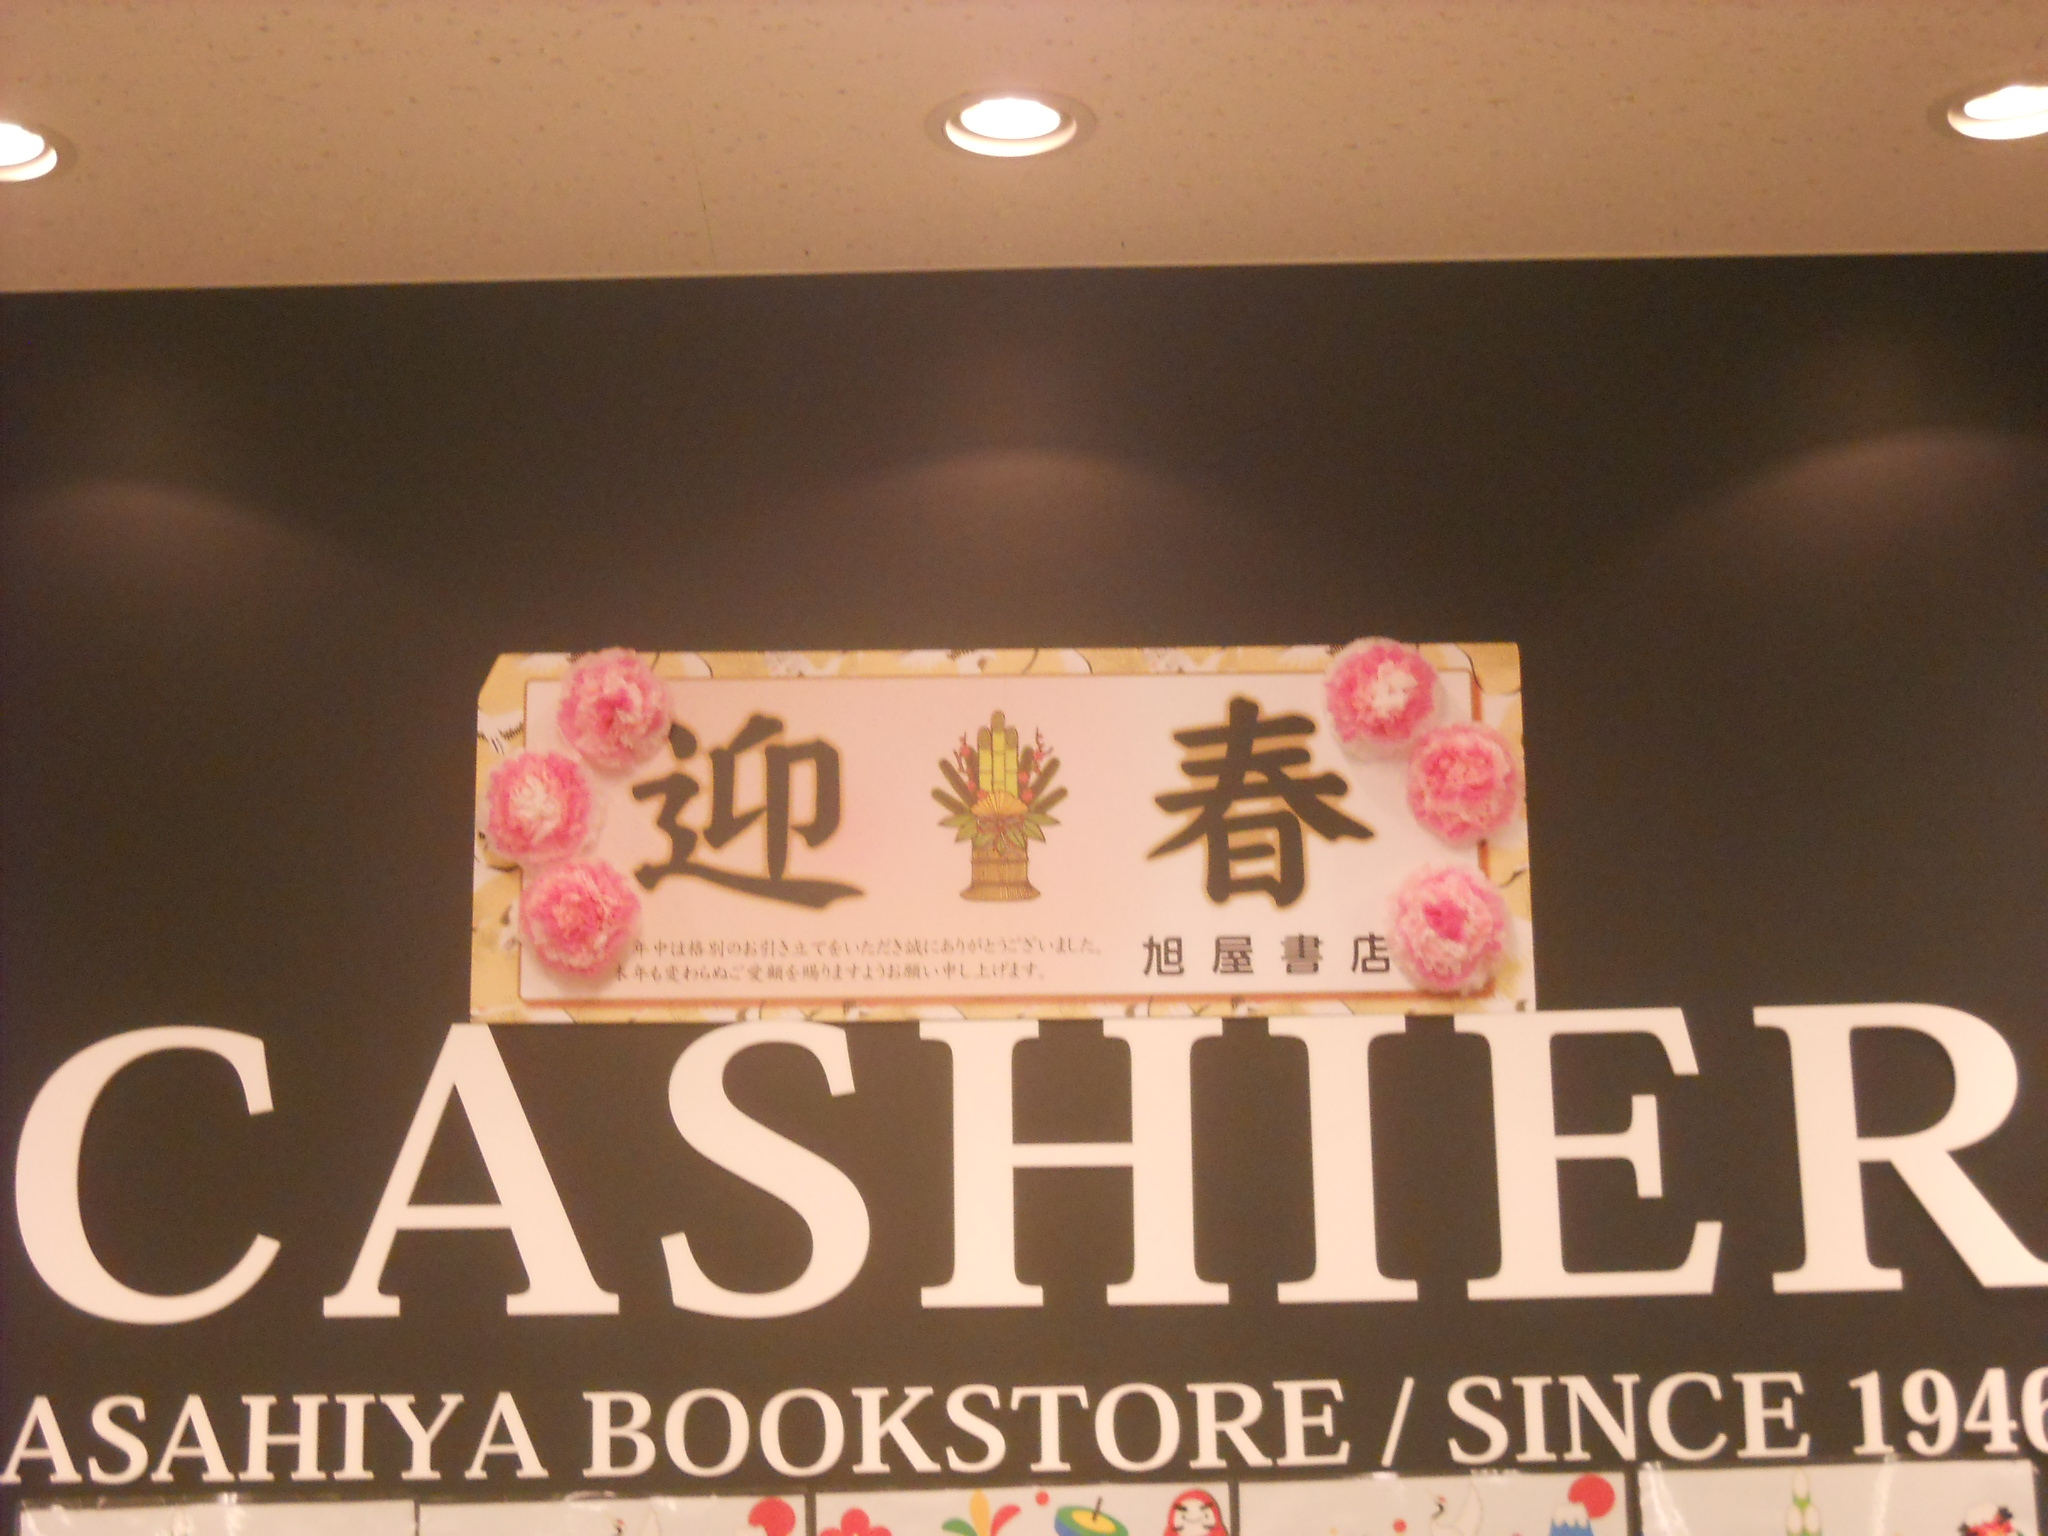 迎 春
年中は格別のお引き立てをいただき誠にありがとうございました。
本年も変わらぬご愛顧を賜りますようお願い申し上げます。
旭屋書店
CASHIER
ASAHIYA BOOKSTORE / SINCE 1946